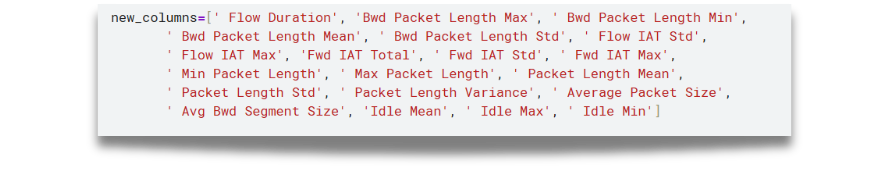 new_columns=[' Flow Duration', 'Bwd Packet Length Max', ' Bwd Packet Length Min',
' Bwd Packet Length Mean', ' Bwd Packet Length Std', ' Flow IAT Std',
' Flow IAT Max', 'Fwd IAT Total', ' Fwd IAT Std', ' Fwd IAT Max',
' Min Packet Length', ' Max Packet Length', ' Packet Length Mean',
' Packet Length Std', ' Packet Length Variance', ' Average Packet Size',
' Avg Bwd Segment Size', 'Idle Mean', ' Idle Max', ' Idle Min']